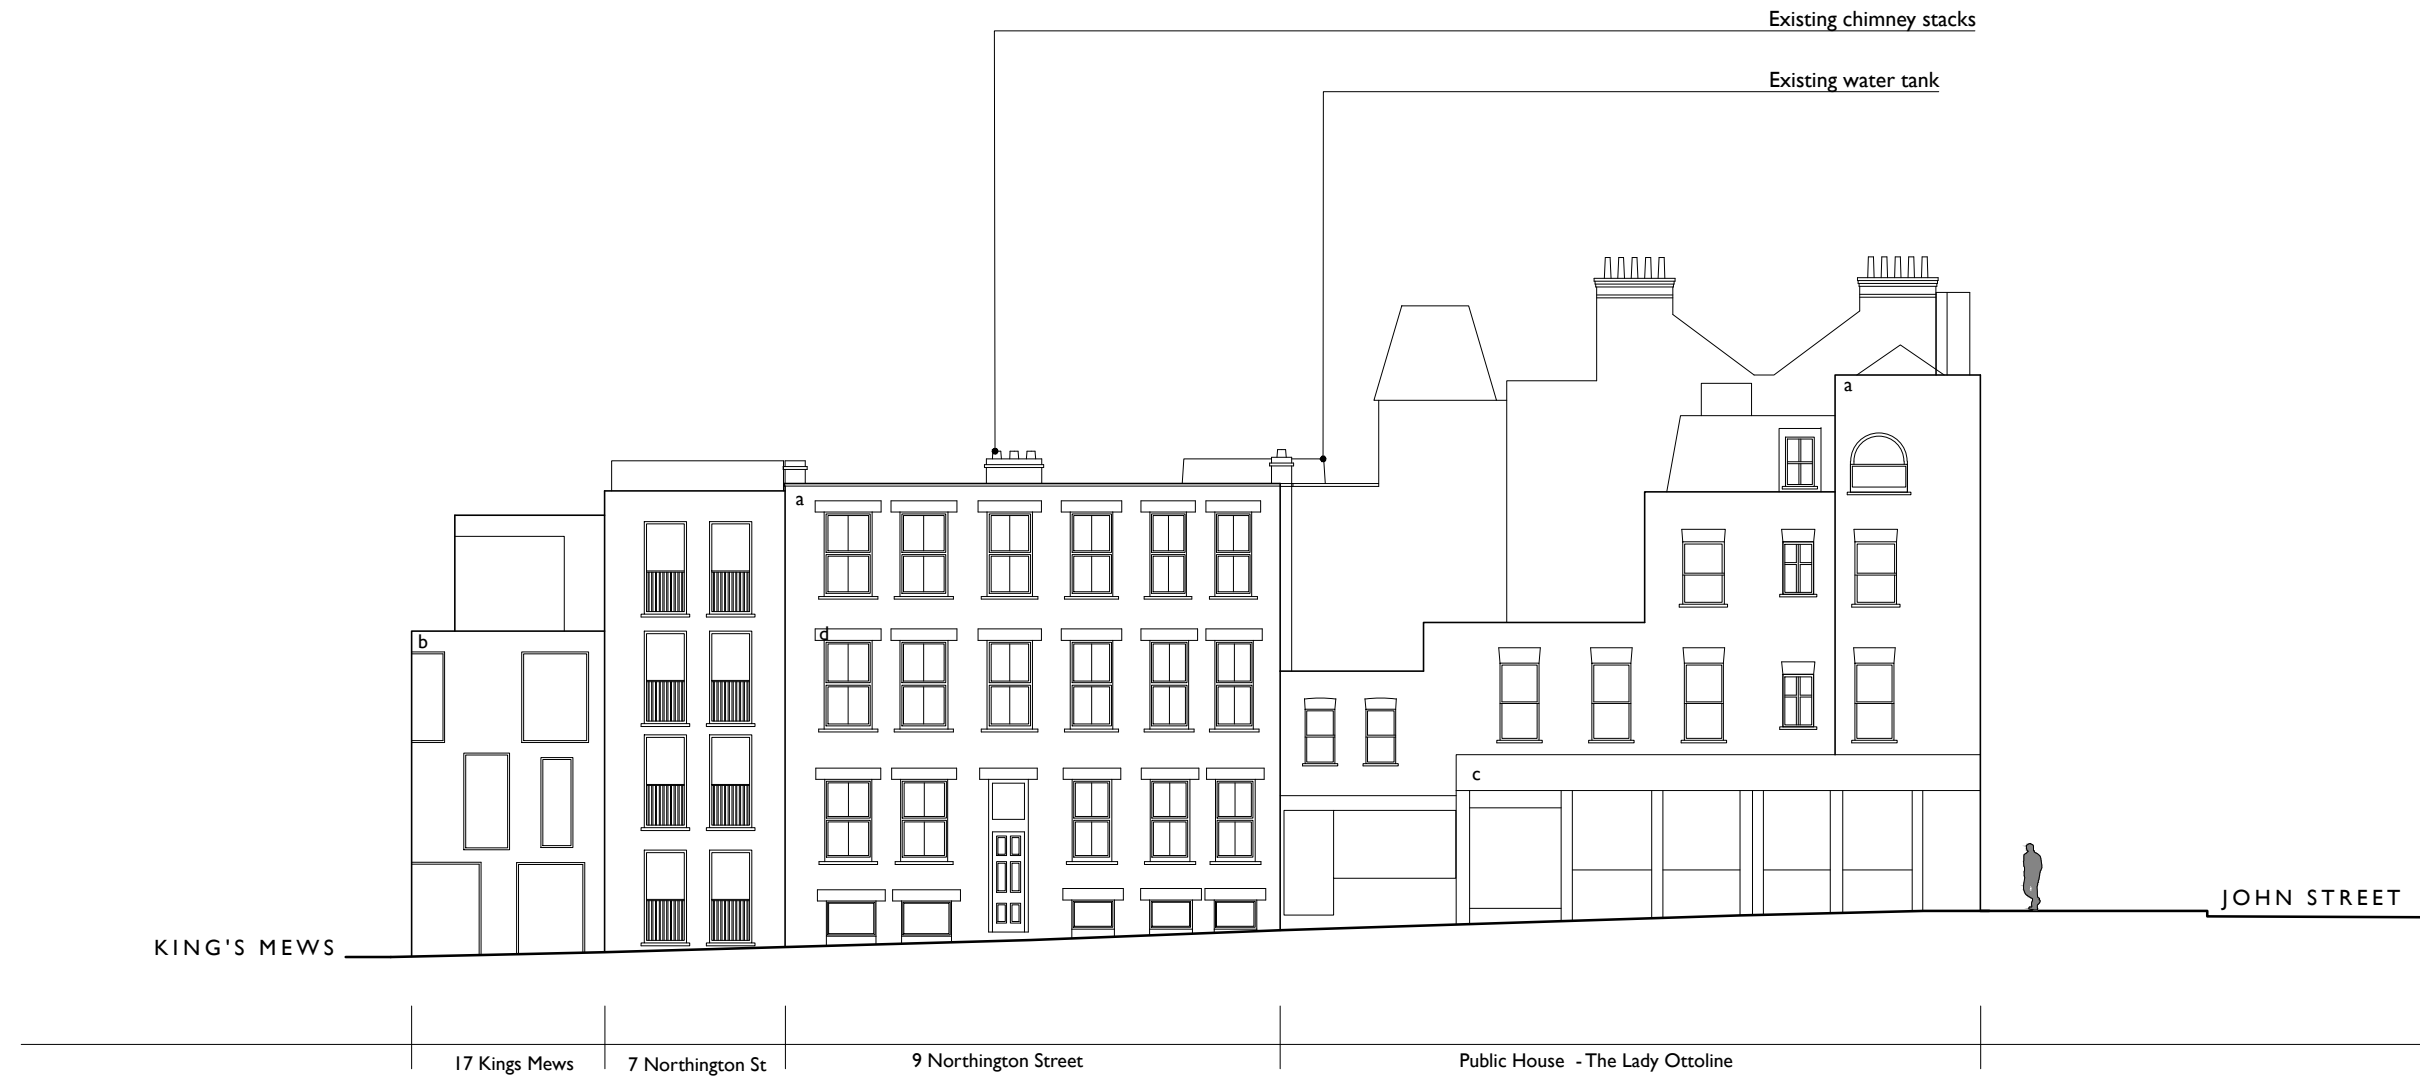 Existing chimney stacks
Existing water tank
a
a
d
b
c
JOHN STREET
KING'S MEWS
17 Kings Mews
7 Northington St
9 Northington Street
Public House - The Lady Ottoline